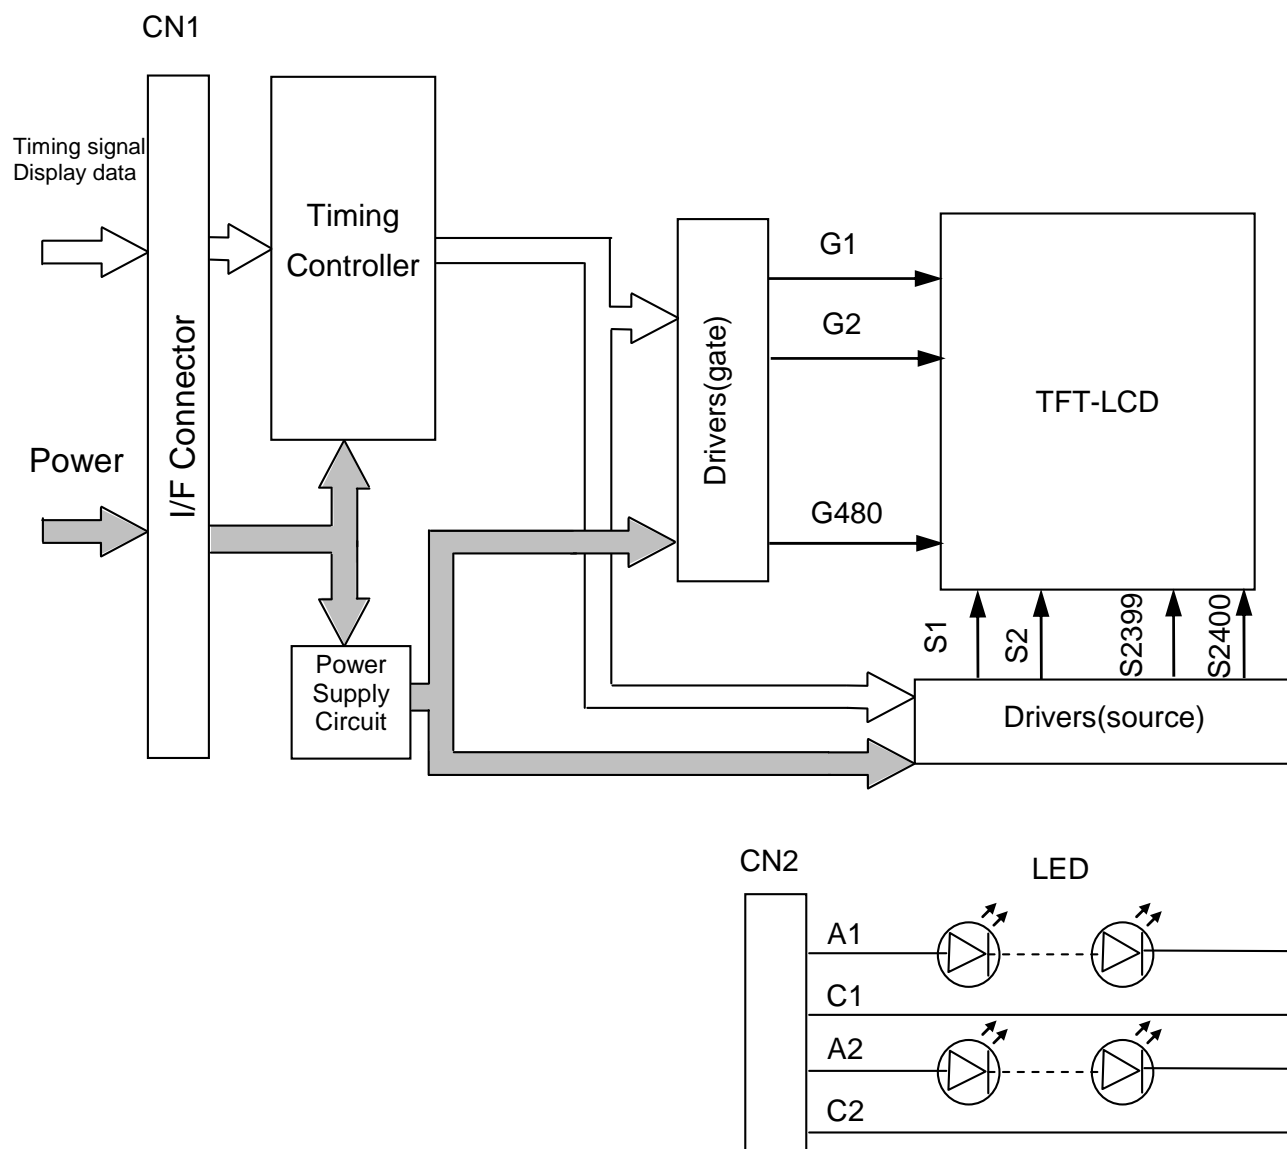 CN1
Timing signal
Display data
Timing
Controller
I/F Connector
Power
Drivers(gate)
G1
G2
G480
TFT-LCD
S1
S2
S2399
S2400
Power
Supply
Circuit
Drivers(source)
CN2
LED
A1
C1
A2
C2